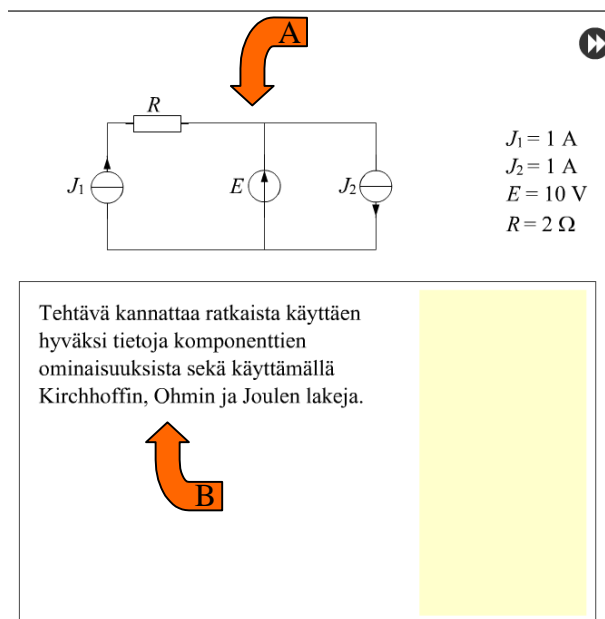 A
R
J₁
E
J₂
J₁ = 1 A
J₂ = 1 A
E = 10 V
R = 2 Ω
Tehtävä kannattaa ratkaista käyttäen
hyväksi tietoja komponenttien
ominaisuuksista sekä käyttämällä
Kirchhoffin, Ohmin ja Joulen lakeja.
B